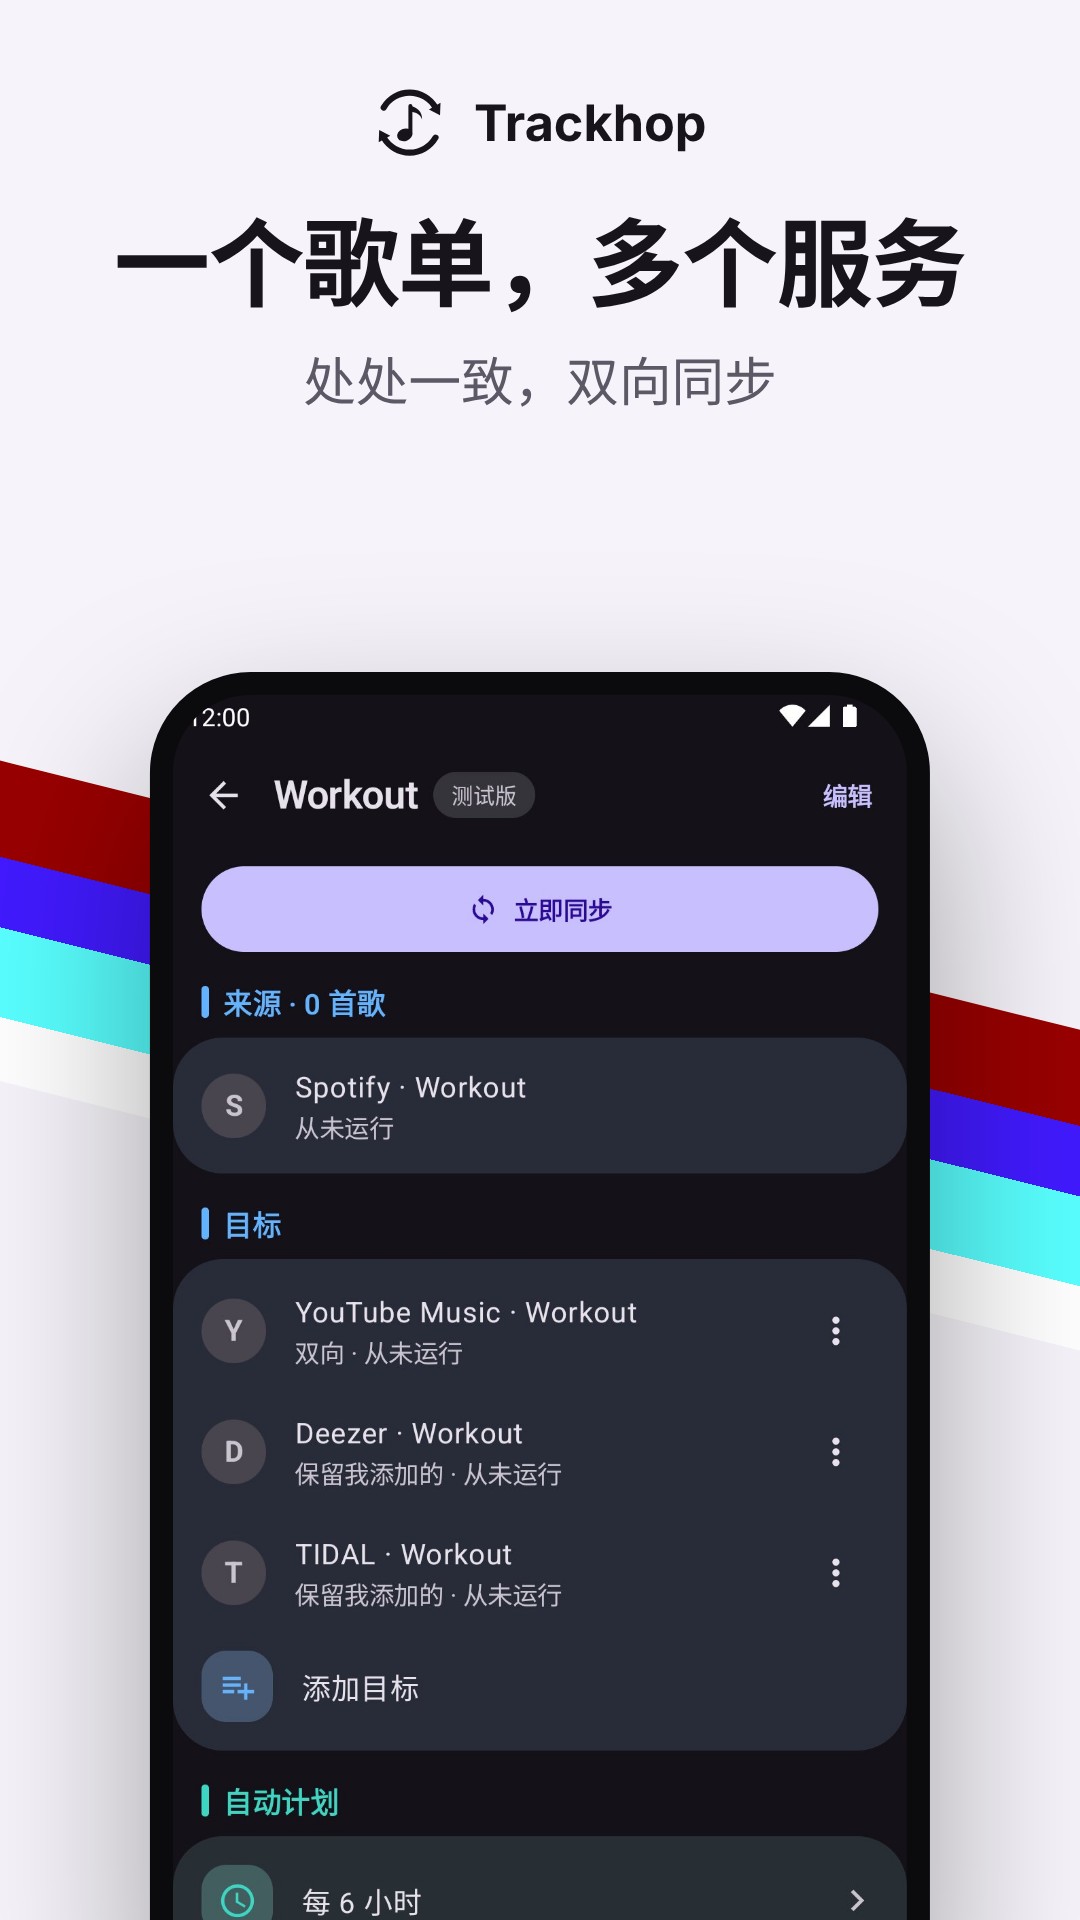 Trackhop
一个歌单，多个服务
处处一致，双向同步
12:00
Workout 测试版 编辑
立即同步
来源 · 0 首歌
S Spotify · Workout
从未运行
目标
Y YouTube Music · Workout
双向 · 从未运行
D Deezer · Workout
保留我添加的 · 从未运行
T TIDAL · Workout
保留我添加的 · 从未运行
添加目标
自动计划
每 6 小时